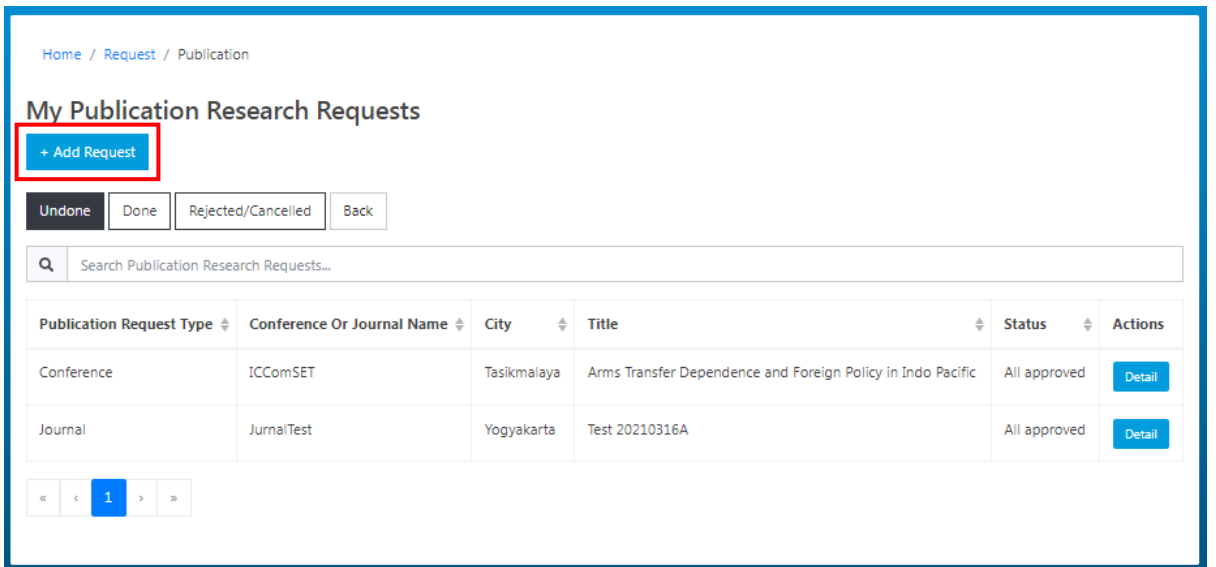 Home / Request / Publication
My Publication Research Requests
+ Add Request
Undone Done Rejected/Cancelled Back
Search Publication Research Requests...
Publication Request Type Conference Or Journal Name City Title Status Actions
Conference ICComSET Tasikmalaya Arms Transfer Dependence and Foreign Policy in Indo Pacific All approved Detail
Journal JurnalTest Yogyakarta Test 20210316A All approved Detail
« ‹ 1 › »